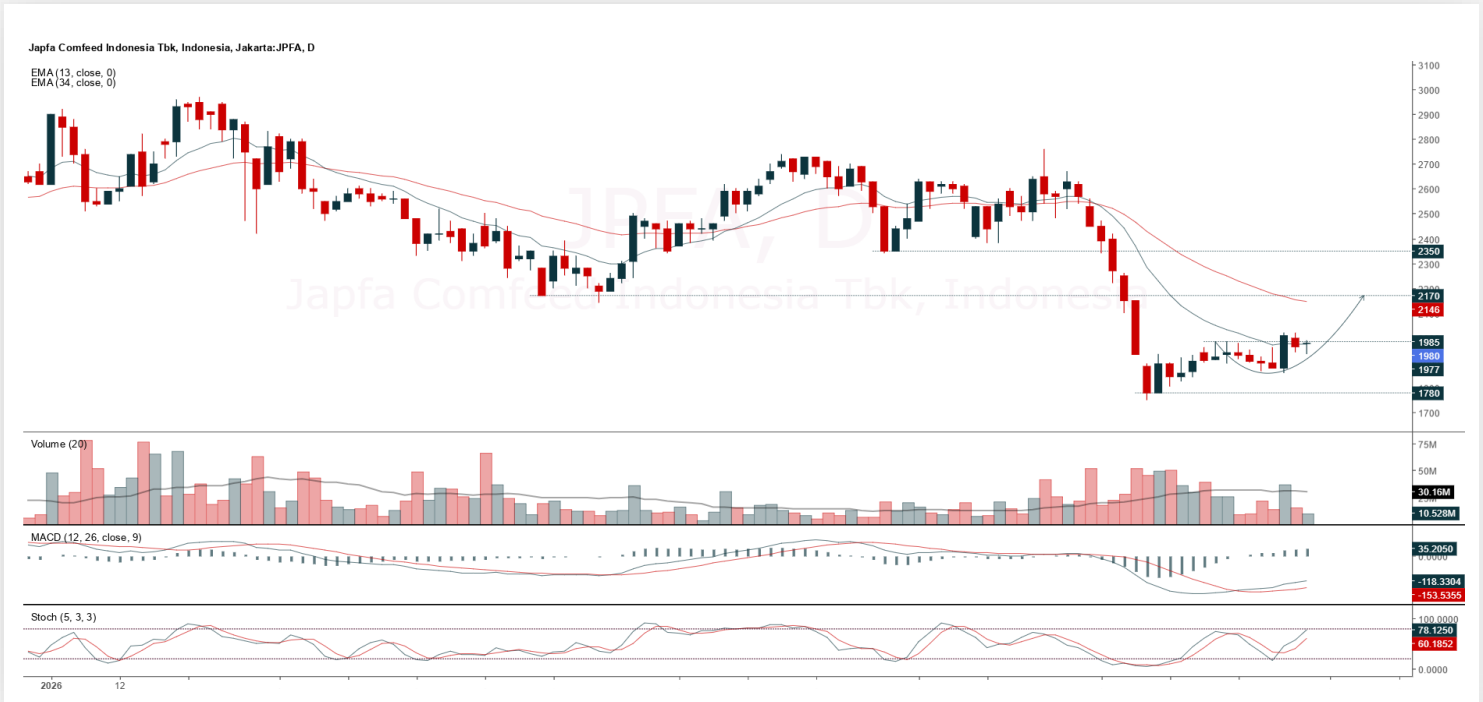 Japfa Comfeed Indonesia Tbk, Indonesia, Jakarta:JPFA, D
EMA (13, close, 0)
EMA (34, close, 0)
JPFA, D
Japfa Comfeed Indonesia Tbk, Indonesia
3100
3000
2900
2800
2700
2600
2500
2400
2350
2300
2170
2146
1985
1980
1977
1780
1700
Volume (20)
75M
50M
30.16M
10.528M
MACD (12, 26, close, 9)
35.2050
0.0000
-118.3304
-153.5355
Stoch (5, 3, 3)
100.0000
78.1250
60.1852
0.0000
2026 12